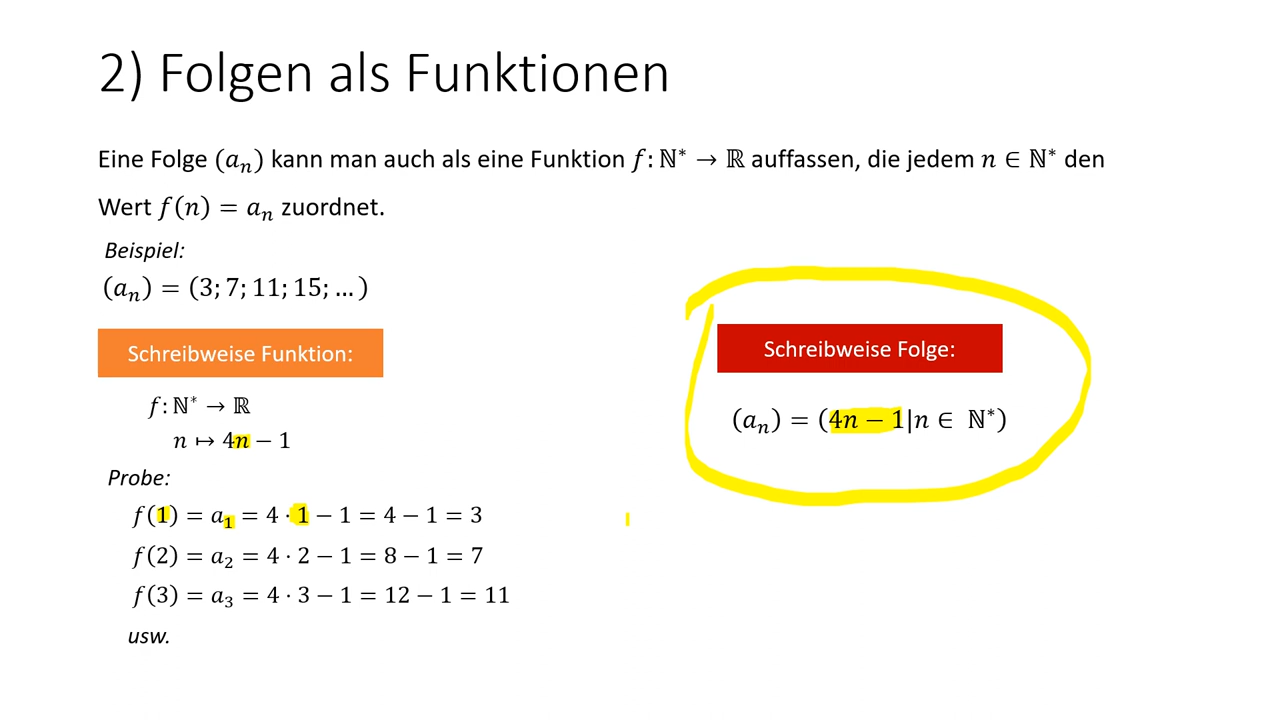 2) Folgen als Funktionen
Eine Folge (aₙ) kann man auch als eine Funktion f: ℕ* → ℝ auffassen, die jedem n ∈ ℕ* den
Wert f(n) = aₙ zuordnet.
Beispiel:
(aₙ) = (3; 7; 11; 15; … )
Schreibweise Funktion:
f: ℕ* → ℝ
n ↦ 4n − 1
Probe:
f(1) = a₁ = 4 · 1 − 1 = 4 − 1 = 3
f(2) = a₂ = 4 · 2 − 1 = 8 − 1 = 7
f(3) = a₃ = 4 · 3 − 1 = 12 − 1 = 11
usw.
Schreibweise Folge:
(aₙ) = (4n − 1|n ∈ ℕ*)